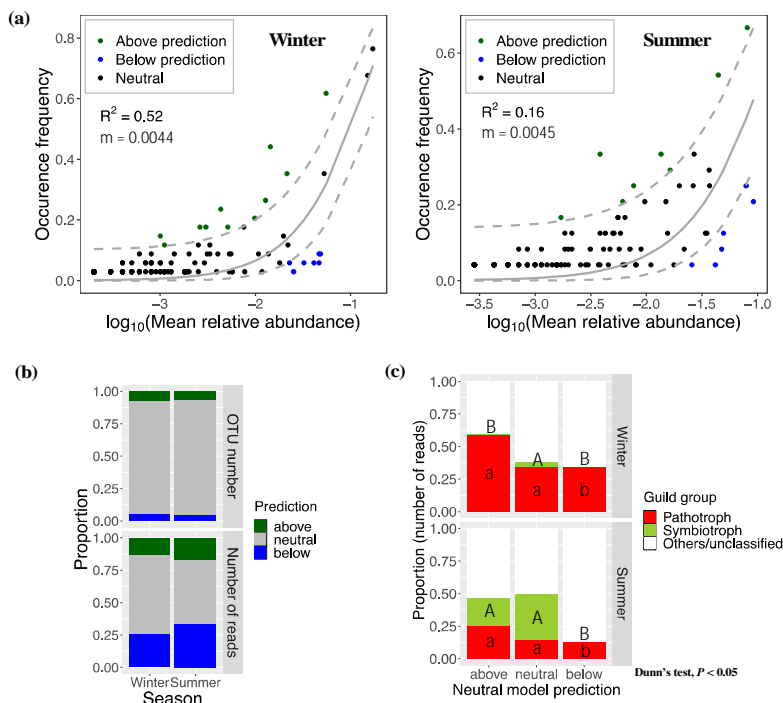 (a)
Above prediction
Below prediction
Neutral
Winter
R² = 0.52
m = 0.0044
0.8
0.6
0.4
0.2
0.0
Occurence frequency
−3
−2
−1
log₁₀(Mean relative abundance)
Above prediction
Below prediction
Neutral
Summer
R² = 0.16
m = 0.0045
0.6
0.4
0.2
0.0
Occurence frequency
−3.5
−3.0
−2.5
−2.0
−1.5
−1.0
log₁₀(Mean relative abundance)
(b)
1.00
0.75
0.50
0.25
0.00
OTU number
1.00
0.75
0.50
0.25
0.00
Number of reads
Proportion
Winter Summer
Season
Prediction
above
neutral
below
(c)
1.00
0.75
0.50
0.25
0.00
B
a
A
a
B
b
Winter
1.00
0.75
0.50
0.25
0.00
A
a
A
a
B
b
Summer
Proportion (number of reads)
above neutral below
Neutral model prediction
Guild group
Pathotroph
Symbiotroph
Others/unclassified
Dunn's test, P < 0.05